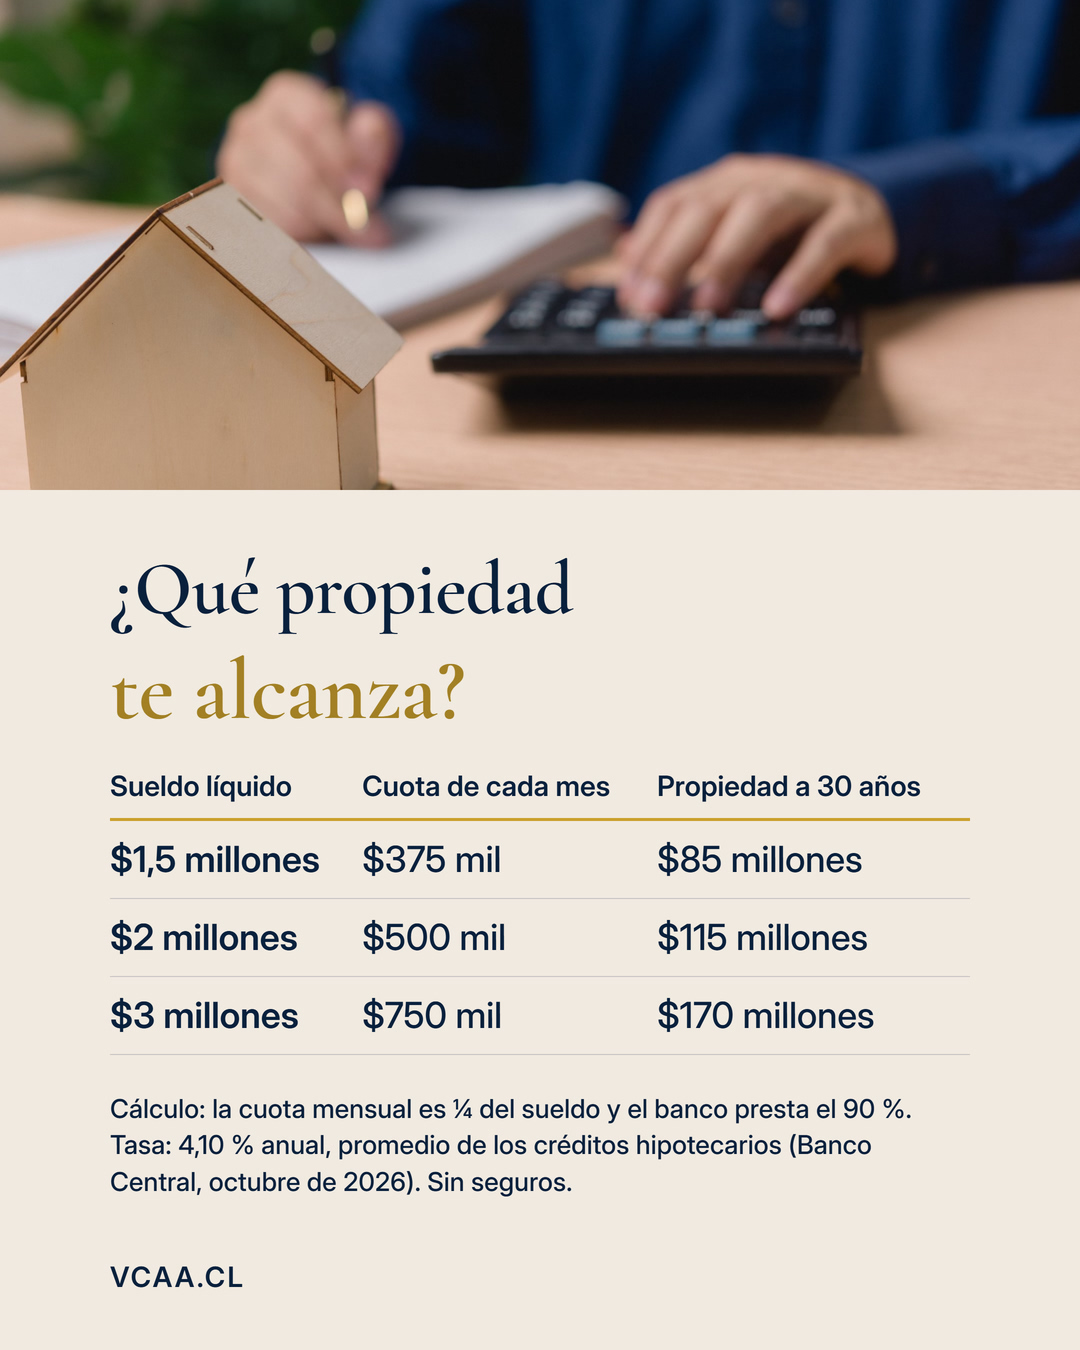 ¿Qué propiedad
te alcanza?
Sueldo líquido Cuota de cada mes Propiedad a 30 años
$1,5 millones $375 mil $85 millones
$2 millones $500 mil $115 millones
$3 millones $750 mil $170 millones
Cálculo: la cuota mensual es ¼ del sueldo y el banco presta el 90 %.
Tasa: 4,10 % anual, promedio de los créditos hipotecarios (Banco
Central, octubre de 2026). Sin seguros.
VCAA.CL